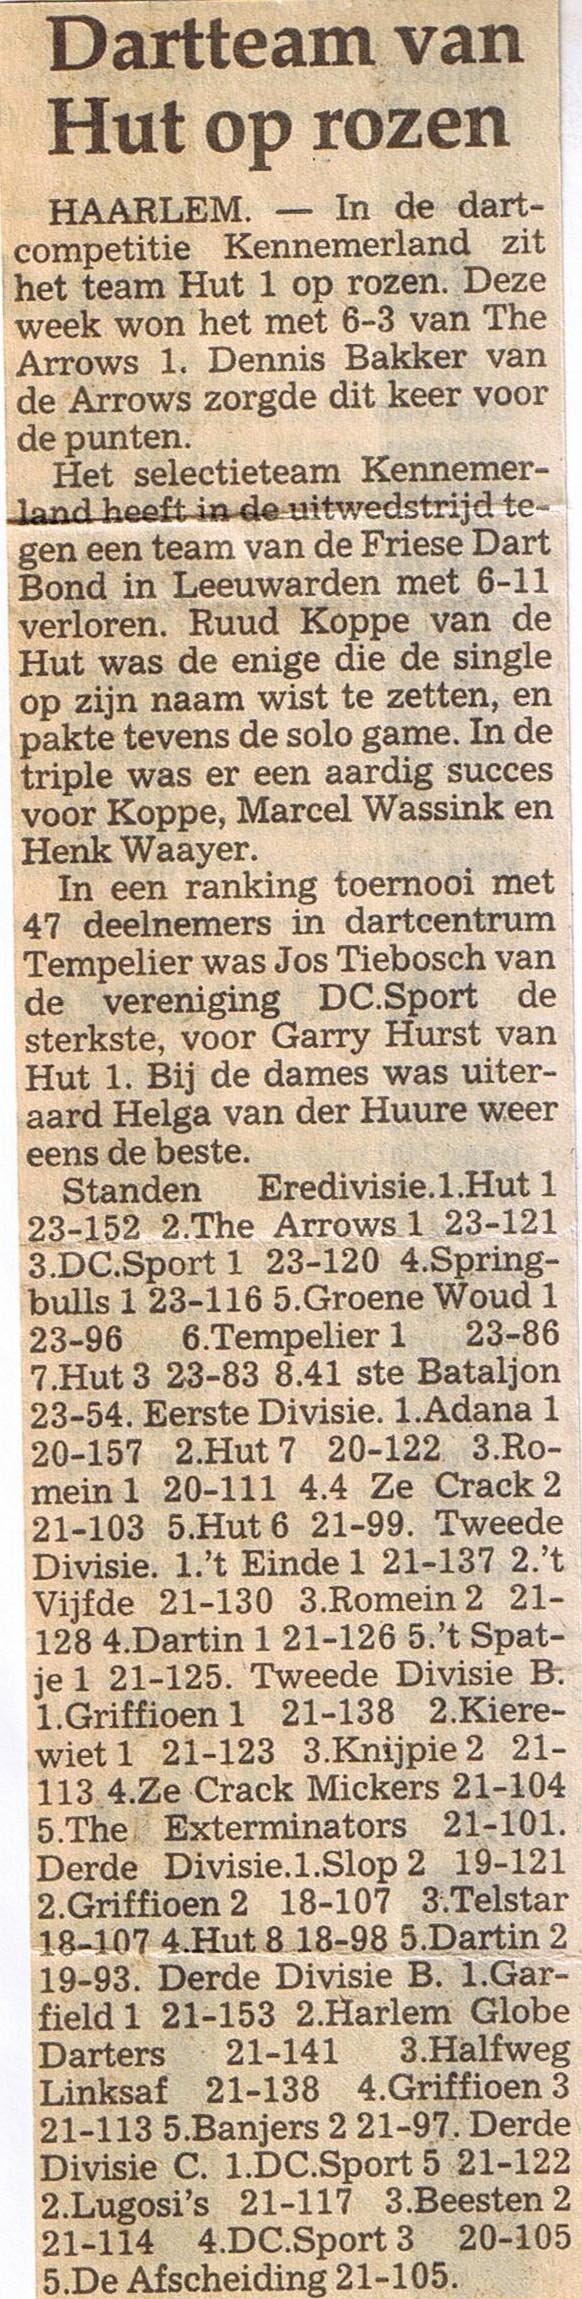 Dartteam van
Hut op rozen
HAARLEM. — In de dart-
competitie Kennemerland zit
het team Hut 1 op rozen. Deze
week won het met 6-3 van The
Arrows 1. Dennis Bakker van
de Arrows zorgde dit keer voor
de punten.
Het selectieteam Kennemer-
land heeft in de uitwedstrijd te-
gen een team van de Friese Dart
Bond in Leeuwarden met 6-11
verloren. Ruud Koppe van de
Hut was de enige die de single
op zijn naam wist te zetten, en
pakte tevens de solo game. In de
triple was er een aardig succes
voor Koppe, Marcel Wassink en
Henk Waayer.
In een ranking toernooi met
47 deelnemers in dartcentrum
Tempelier was Jos Tiebosch van
de vereniging DC.Sport de
sterkste, voor Garry Hurst van
Hut 1. Bij de dames was uiter-
aard Helga van der Huure weer
eens de beste.
Standen Eredivisie.1.Hut 1
23-152 2.The Arrows 1 23-121
3.DC.Sport 1 23-120 4.Spring-
bulls 1 23-116 5.Groene Woud 1
23-96 6.Tempelier 1 23-86
7.Hut 3 23-83 8.41 ste Bataljon
23-54. Eerste Divisie. 1.Adana 1
20-157 2.Hut 7 20-122 3.Ro-
mein 1 20-111 4.4 Ze Crack 2
21-103 5.Hut 6 21-99. Tweede
Divisie. 1.'t Einde 1 21-137 2.'t
Vijfde 21-130 3.Romein 2 21-
128 4.Dartin 1 21-126 5.'t Spat-
je 1 21-125. Tweede Divisie B.
1.Griffioen 1 21-138 2.Kiere-
wiet 1 21-123 3.Knijpie 2 21-
113 4.Ze Crack Mickers 21-104
5.The Exterminators 21-101.
Derde Divisie.1.Slop 2 19-121
2.Griffioen 2 18-107 3.Telstar
18-107 4.Hut 8 18-98 5.Dartin 2
19-93. Derde Divisie B. 1.Gar-
field 1 21-153 2.Harlem Globe
Darters 21-141 3.Halfweg
Linksaf 21-138 4.Griffioen 3
21-113 5.Banjers 2 21-97. Derde
Divisie C. 1.DC.Sport 5 21-122
2.Lugosi's 21-117 3.Beesten 2
21-114 4.DC.Sport 3 20-105
5.De Afscheiding 21-105.